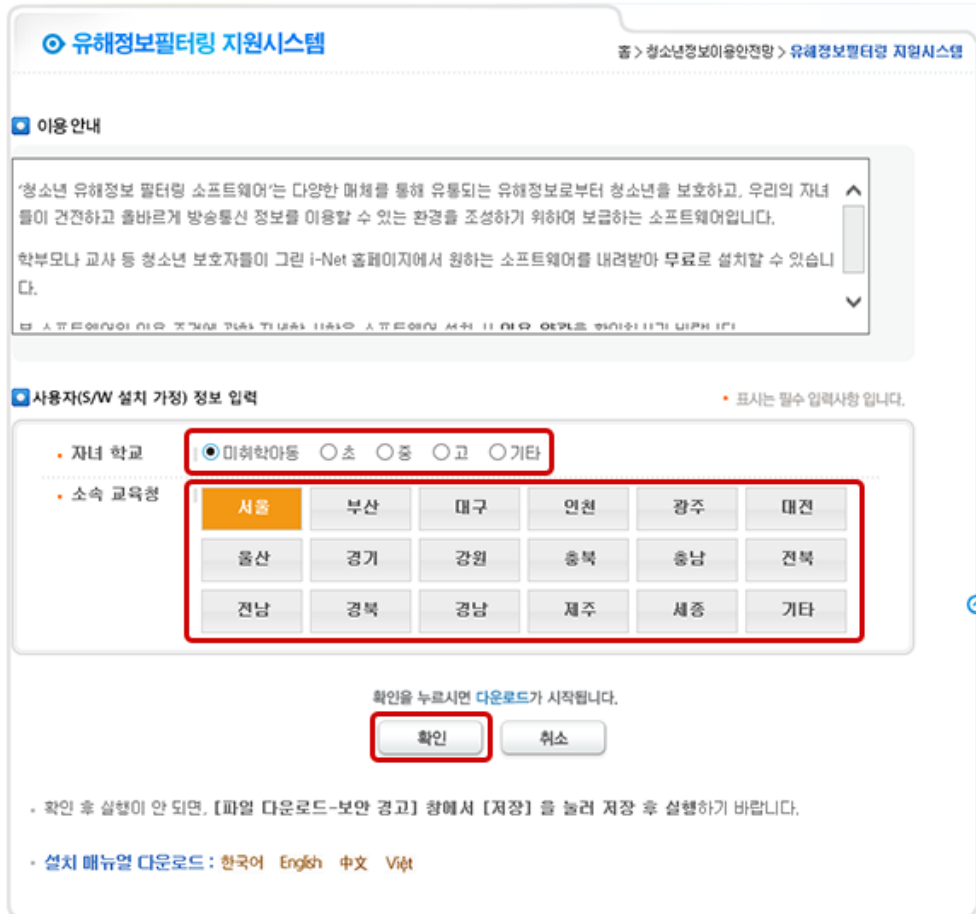 유해정보필터링 지원시스템
홈 > 청소년정보이용안전망 > 유해정보필터링 지원시스템
이용 안내
'청소년 유해정보 필터링 소프트웨어'는 다양한 매체를 통해 유통되는 유해정보로부터 청소년을 보호하고, 우리의 자녀
들이 건전하고 올바르게 방송통신 정보를 이용할 수 있는 환경을 조성하기 위하여 보급하는 소프트웨어입니다.
학부모나 교사 등 청소년 보호자들이 그린 i-Net 홈페이지에서 원하는 소프트웨어를 내려받아 무료로 설치할 수 있습니
다.
사용자(S/W 설치 가정) 정보 입력
• 표시는 필수 입력사항 입니다.
• 자녀 학교 미취학아동 초 중 고 기타
• 소속 교육청 서울 부산 대구 인천 광주 대전
울산 경기 강원 충북 충남 전북
전남 경북 경남 제주 세종 기타
확인을 누르시면 다운로드가 시작됩니다.
확인 취소
• 확인 후 실행이 안 되면, [파일 다운로드-보안 경고] 창에서 [저장] 을 눌러 저장 후 실행하기 바랍니다.
• 설치 매뉴얼 다운로드 : 한국어 English 中文 Việt